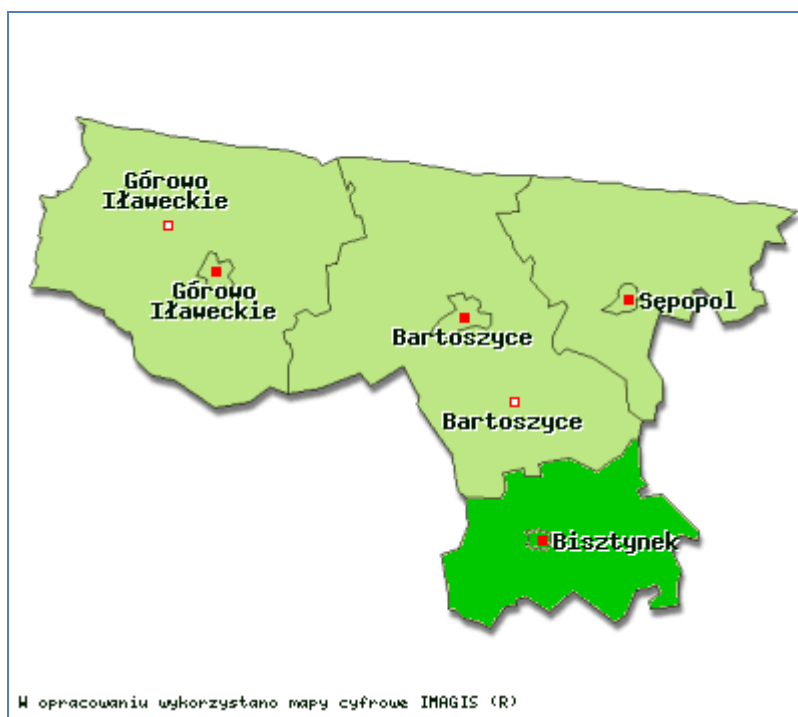 Górowo
Iławeckie
Górowo
Iławeckie
Sępopol
Bartoszyce
Bartoszyce
Bisztynek
W opracowaniu wykorzystano mapy cyfrowe IMAGIS (R)